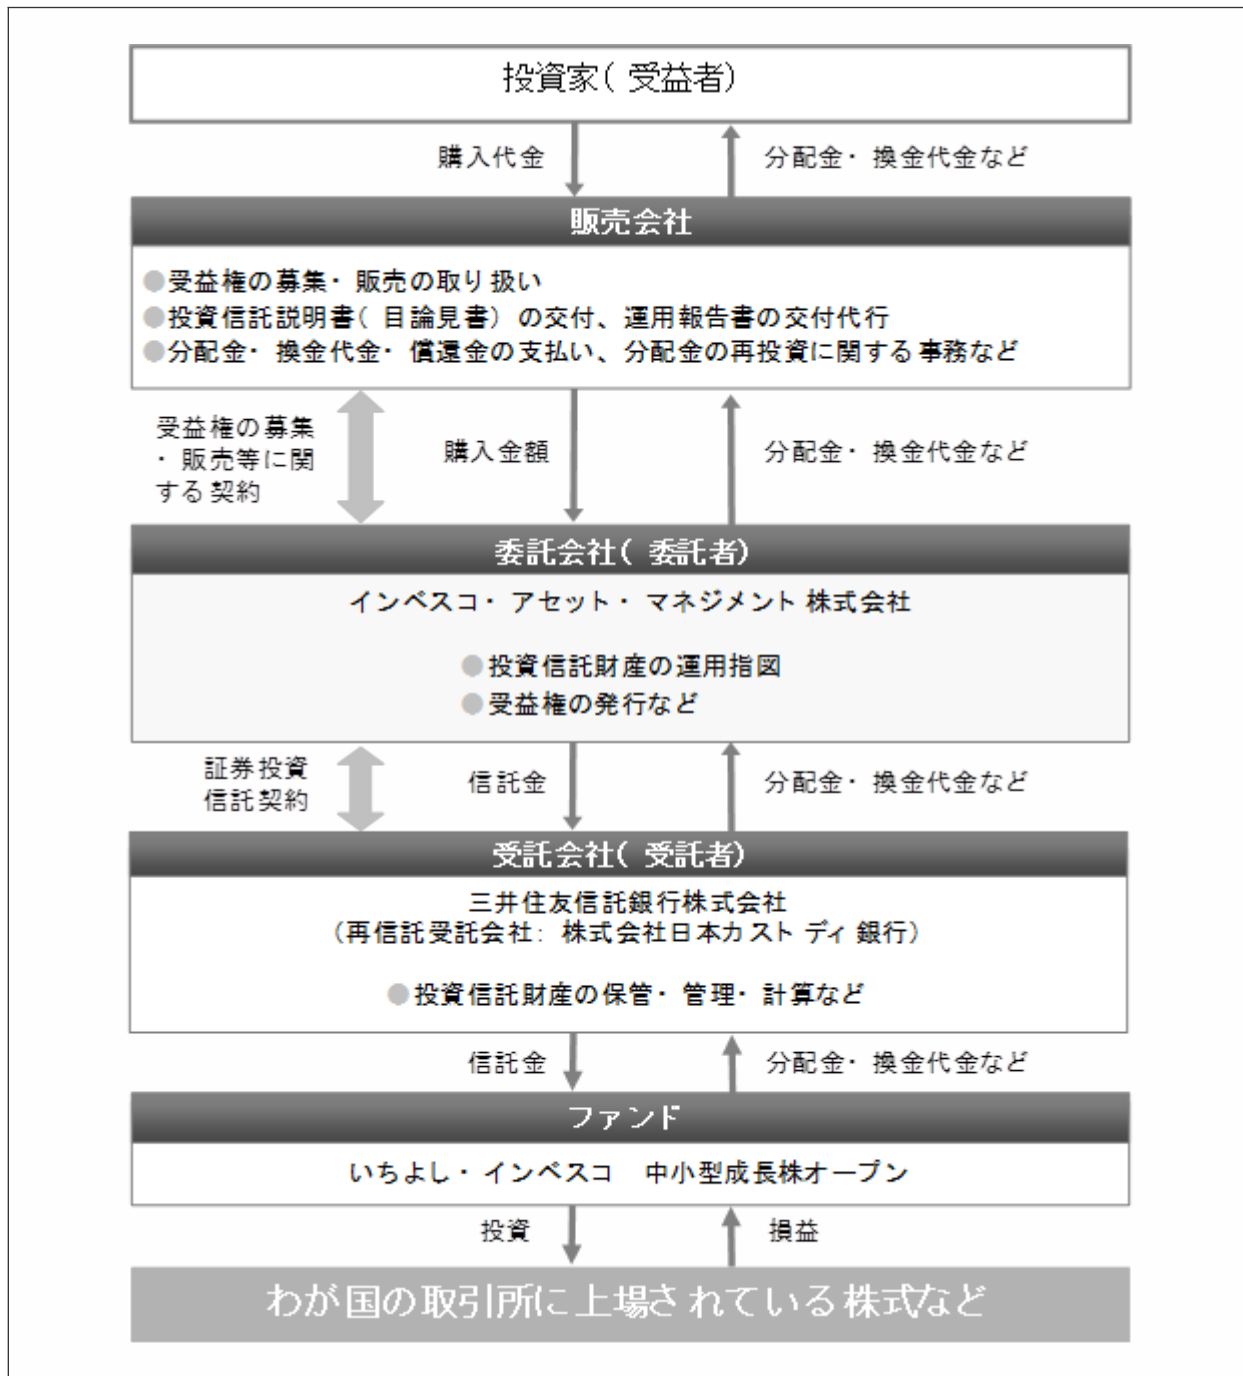 投資家(受益者)
購入代金
分配金・換金代金など
販売会社
●受益権の募集・販売の取り扱い
●投資信託説明書(目論見書)の交付、運用報告書の交付代行
●分配金・換金代金・償還金の支払い、分配金の再投資に関する事務など
受益権の募集
・販売等に関
する契約
購入金額
分配金・換金代金など
委託会社(委託者)
インベスコ・アセット・マネジメント株式会社
●投資信託財産の運用指図
●受益権の発行など
証券投資
信託契約
信託金
分配金・換金代金など
受託会社(受託者)
三井住友信託銀行株式会社
(再信託受託会社:株式会社日本カストディ銀行)
●投資信託財産の保管・管理・計算など
信託金
分配金・換金代金など
ファンド
いちよし・インベスコ 中小型成長株オープン
投資
損益
わが国の取引所に上場されている株式など